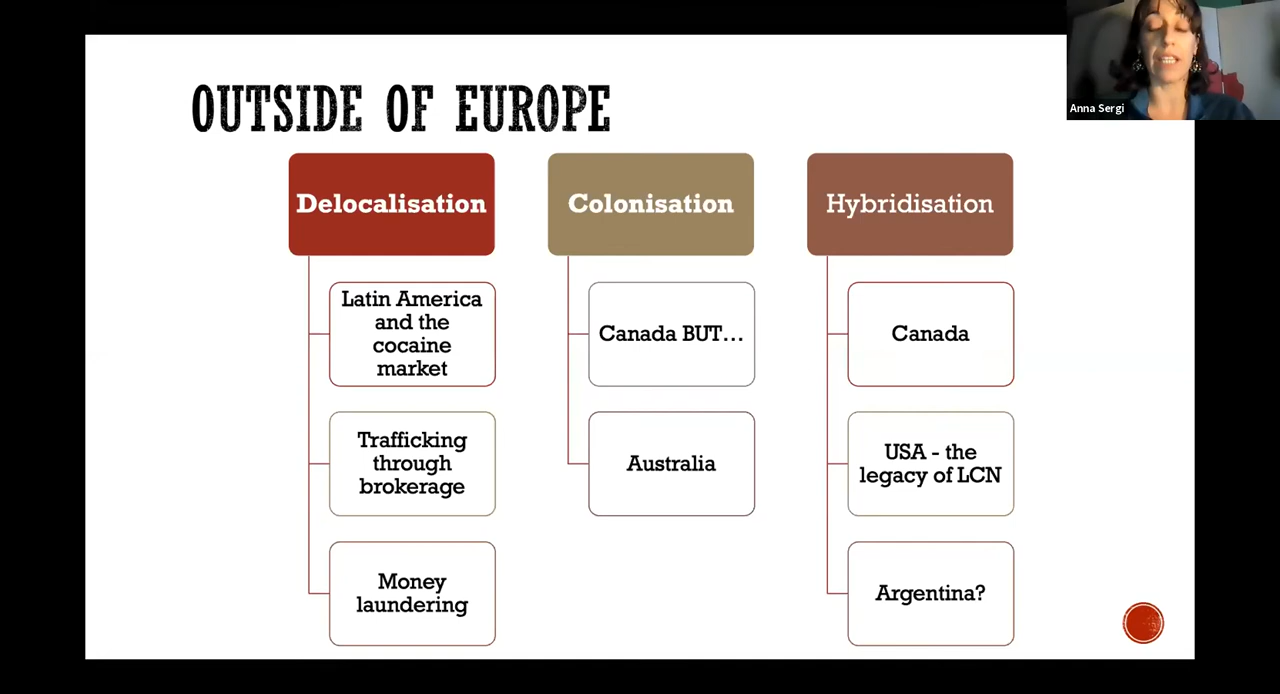 Anna Sergi
OUTSIDE OF EUROPE
Delocalisation
Latin America
and the
cocaine
market
Trafficking
through
brokerage
Money
laundering
Colonisation
Canada BUT...
Australia
Hybridisation
Canada
USA - the
legacy of LCN
Argentina?